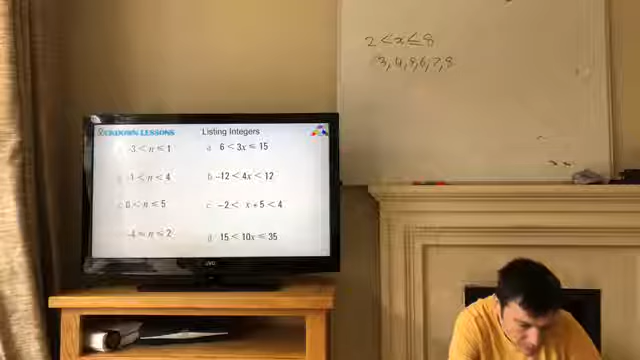 2 < x ≤ 8
3, 4, 5, 6, 7, 8
LOCKDOWN LESSONS
Listing Integers
-3 < n ≤ 1
a 6 < 3x ≤ 15
-1 < n < 4
b -12 < 4x < 12
c 0 < n ≤ 5
c -2 < x + 5 < 4
-4 ≤ n ≤ 2
d 15 < 10x ≤ 35
JVC